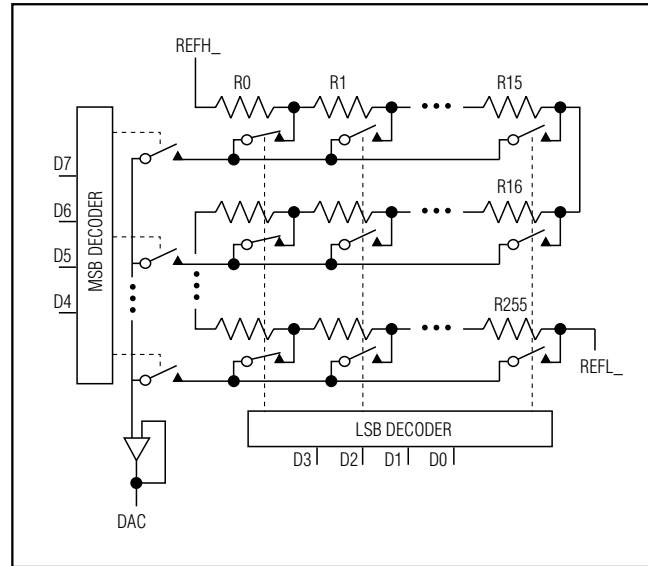 REFH_
R0
R1
R15
D7
D6
D5
D4
MSB DECODER
R16
R255
REFL_
LSB DECODER
D3
D2
D1
D0
DAC